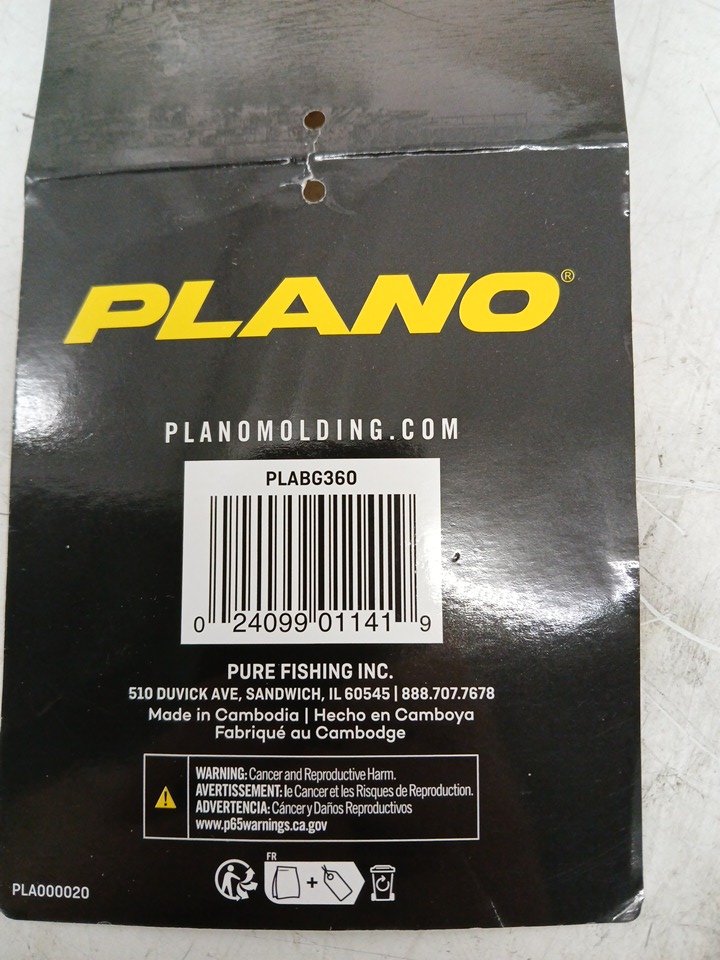 PLANO®
PLANOMOLDING.COM
PLABG360
0 24099 01141 9
PURE FISHING INC.
510 DUVICK AVE, SANDWICH, IL 60545 | 888.707.7678
Made in Cambodia | Hecho en Camboya
Fabriqué au Cambodge
WARNING: Cancer and Reproductive Harm.
AVERTISSEMENT: le Cancer et les Risques de Reproduction.
ADVERTENCIA: Cáncer y Daños Reproductivos
www.p65warnings.ca.gov
FR
+
PLA000020